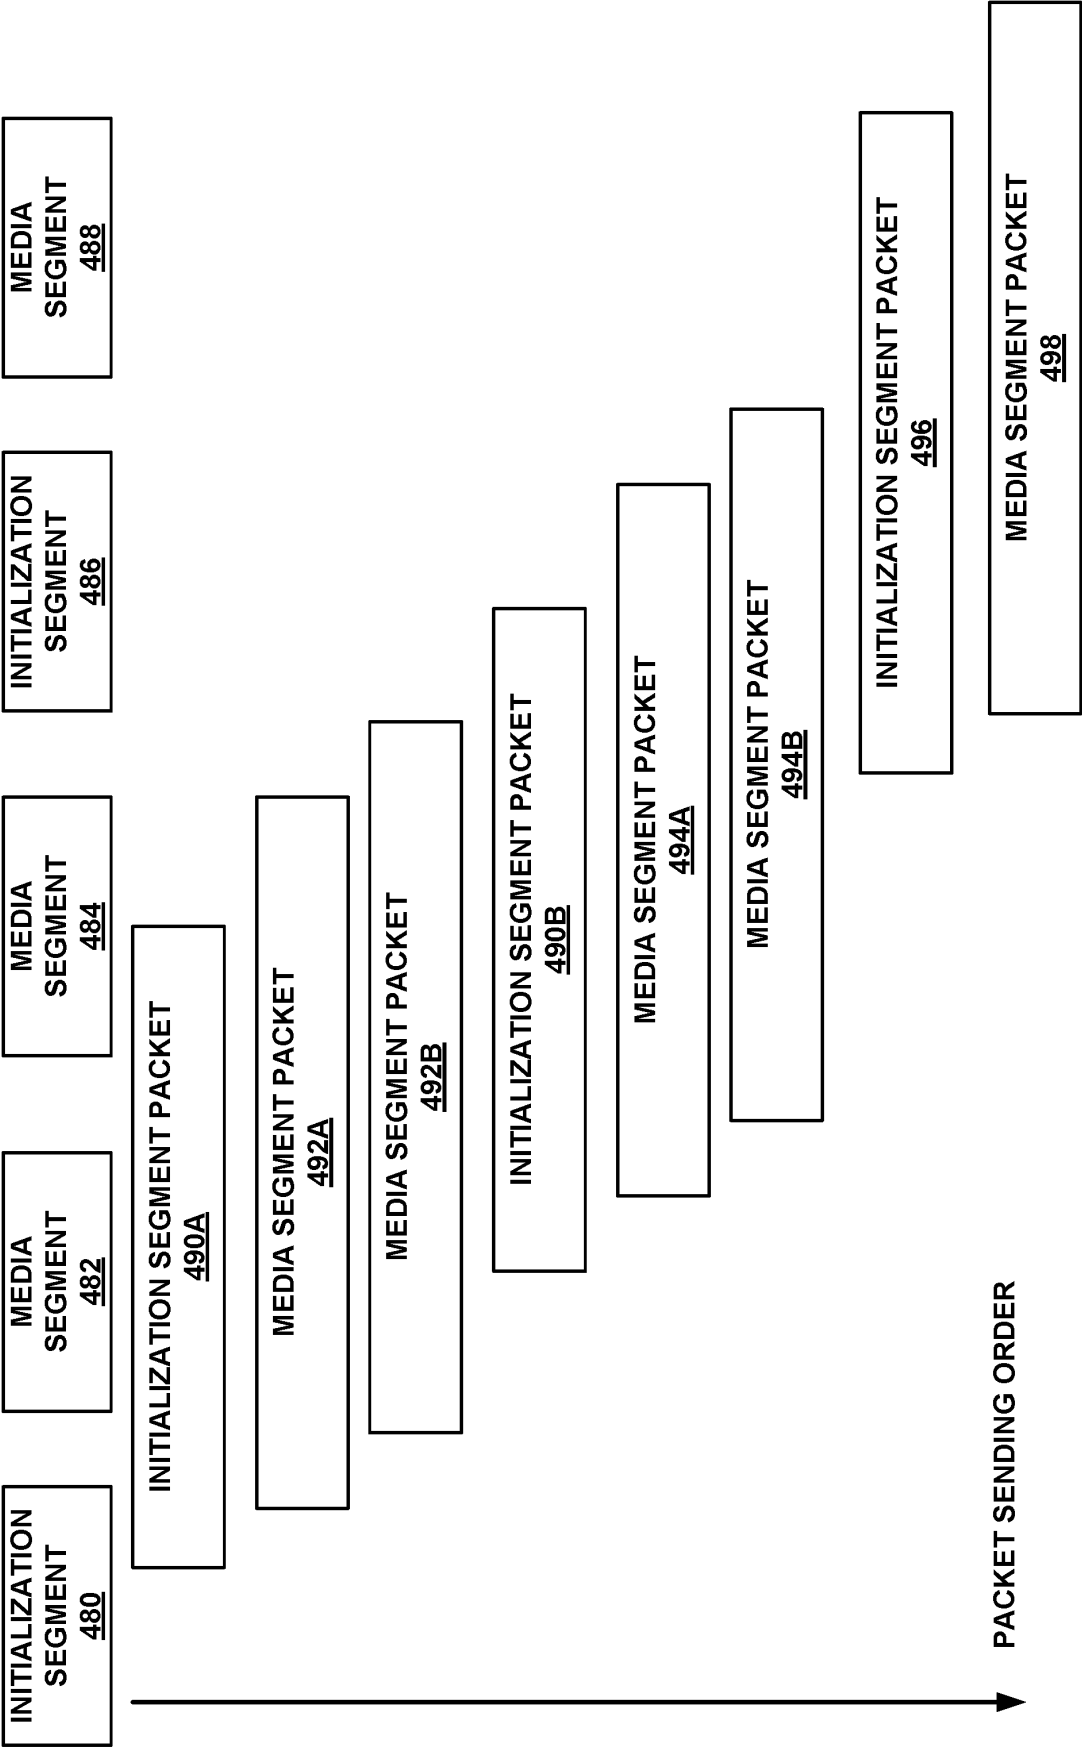 INITIALIZATION
SEGMENT
480
MEDIA
SEGMENT
482
MEDIA
SEGMENT
484
INITIALIZATION
SEGMENT
486
MEDIA
SEGMENT
488
INITIALIZATION SEGMENT PACKET
490A
MEDIA SEGMENT PACKET
492A
MEDIA SEGMENT PACKET
492B
INITIALIZATION SEGMENT PACKET
490B
MEDIA SEGMENT PACKET
494A
MEDIA SEGMENT PACKET
494B
INITIALIZATION SEGMENT PACKET
496
MEDIA SEGMENT PACKET
498
PACKET SENDING ORDER